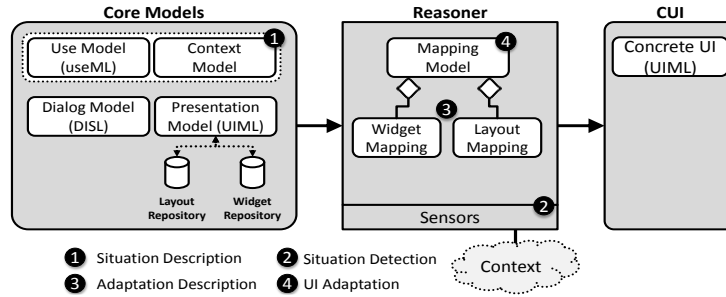 Core Models
Reasoner
CUI
Use Model
(useML)
Context
Model
1
Dialog Model
(DISL)
Presentation
Model (UIML)
Layout
Repository
Widget
Repository
Mapping
Model
4
3
Widget
Mapping
Layout
Mapping
Sensors
2
Context
Concrete UI
(UIML)
1 Situation Description
2 Situation Detection
3 Adaptation Description
4 UI Adaptation